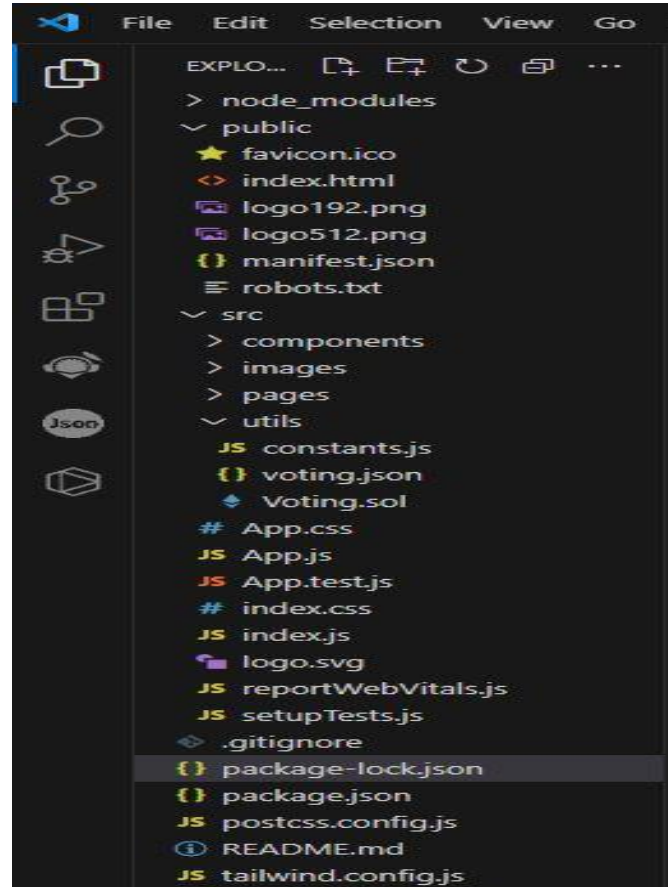 File Edit Selection View Go
EXPLO... ...
> node_modules
public
favicon.ico
<> index.html
logo192.png
logo512.png
{} manifest.json
robots.txt
src
> components
> images
> pages
utils
JS constants.js
{} voting.json
Voting.sol
# App.css
JS App.js
JS App.test.js
# index.css
JS index.js
logo.svg
JS reportWebVitals.js
JS setupTests.js
.gitignore
{} package-lock.json
{} package.json
JS postcss.config.js
README.md
JS tailwind.config.js
Json